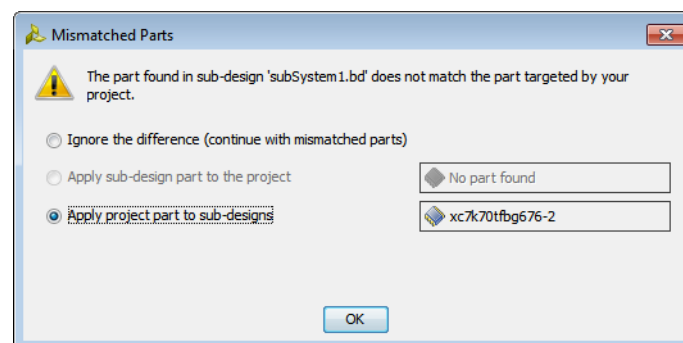 Mismatched Parts
The part found in sub-design 'subSystem1.bd' does not match the part targeted by your
project.
Ignore the difference (continue with mismatched parts)
Apply sub-design part to the project
No part found
Apply project part to sub-designs
xc7k70tfbg676-2
OK